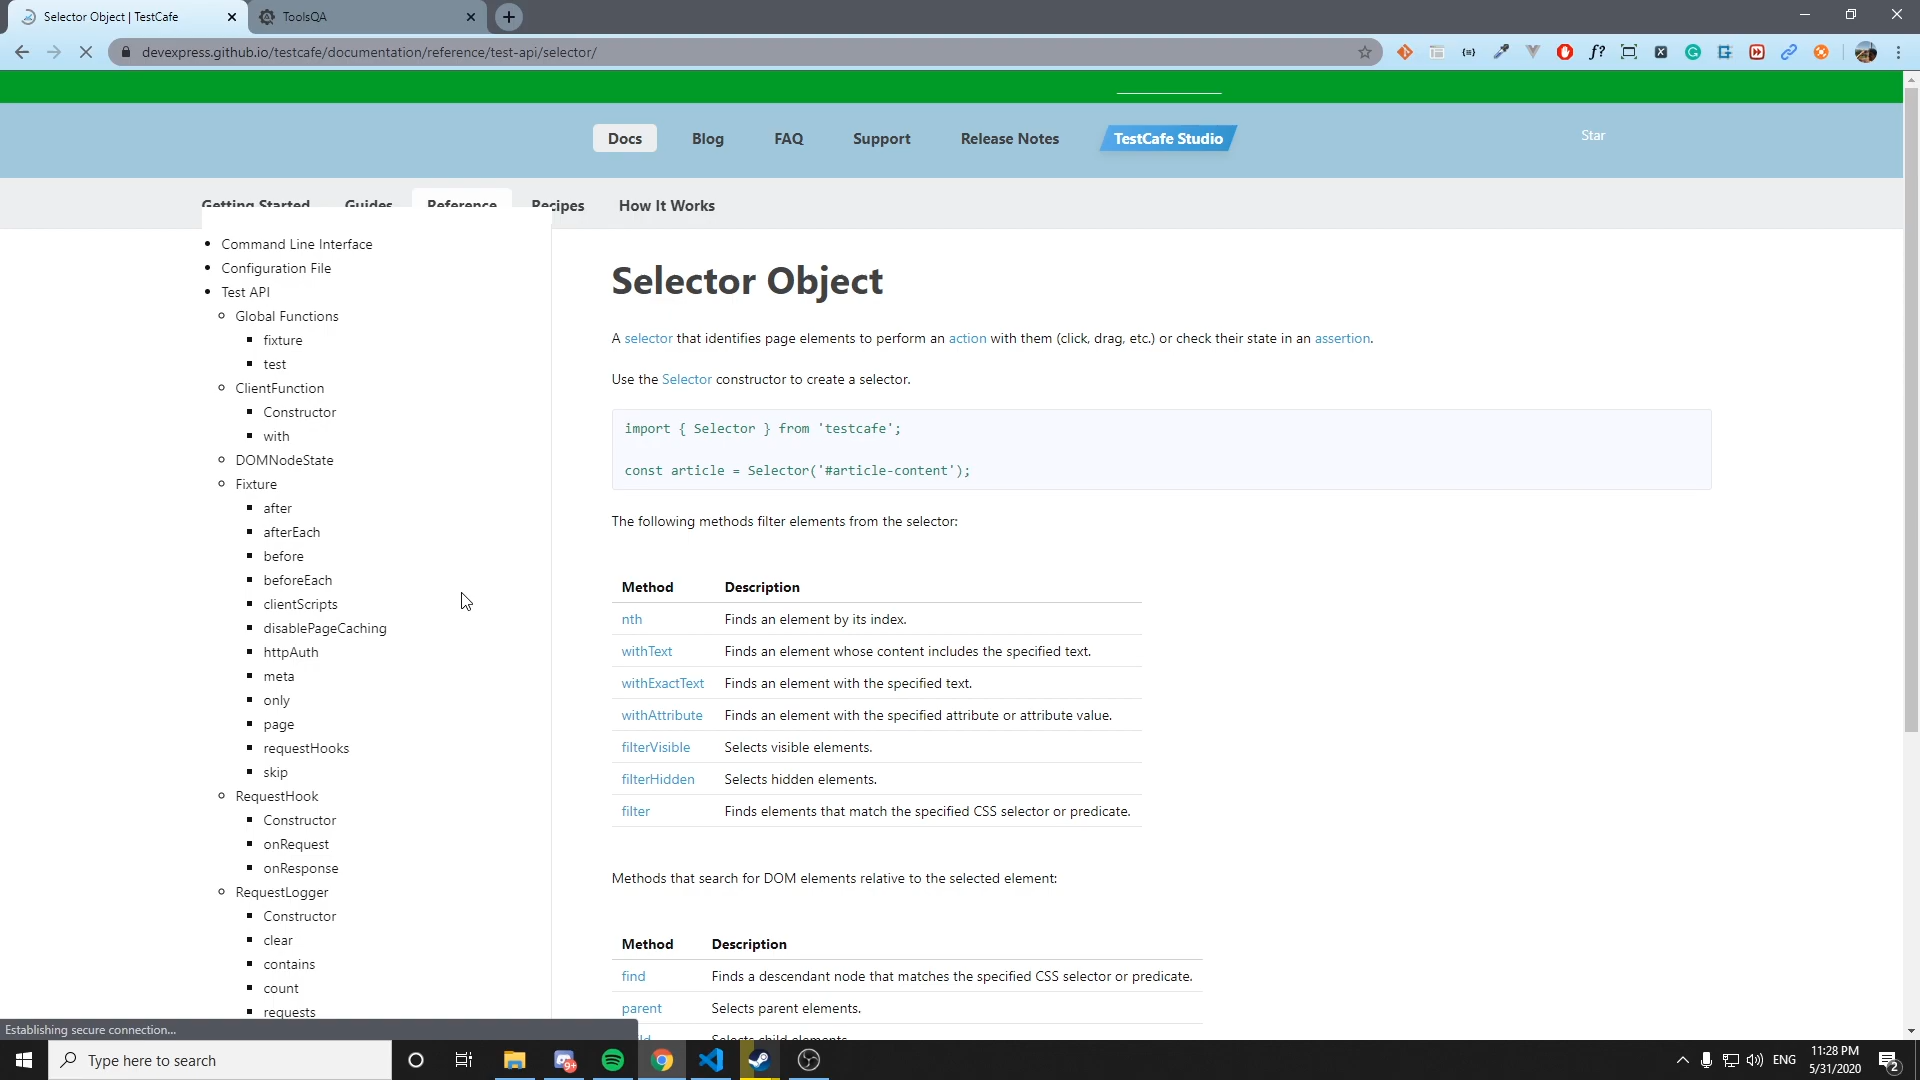 Selector Object | TestCafe
ToolsQA
devexpress.github.io/testcafe/documentation/reference/test-api/selector/
Docs
Blog
FAQ
Support
Release Notes
TestCafe Studio
Star
Getting Started
Guides
Reference
Recipes
How It Works
Command Line Interface
Configuration File
Test API
Global Functions
fixture
test
ClientFunction
Constructor
with
DOMNodeState
Fixture
after
afterEach
before
beforeEach
clientScripts
disablePageCaching
httpAuth
meta
only
page
requestHooks
skip
RequestHook
Constructor
onRequest
onResponse
RequestLogger
Constructor
clear
contains
count
requests
Selector Object
A selector that identifies page elements to perform an action with them (click, drag, etc.) or check their state in an assertion.
Use the Selector constructor to create a selector.
import { Selector } from 'testcafe';
const article = Selector('#article-content');
The following methods filter elements from the selector:
Method Description
nth Finds an element by its index.
withText Finds an element whose content includes the specified text.
withExactText Finds an element with the specified text.
withAttribute Finds an element with the specified attribute or attribute value.
filterVisible Selects visible elements.
filterHidden Selects hidden elements.
filter Finds elements that match the specified CSS selector or predicate.
Methods that search for DOM elements relative to the selected element:
Method Description
find Finds a descendant node that matches the specified CSS selector or predicate.
parent Selects parent elements.
Selects child elements.
Establishing secure connection...
Type here to search
ENG
11:28 PM
5/31/2020
2